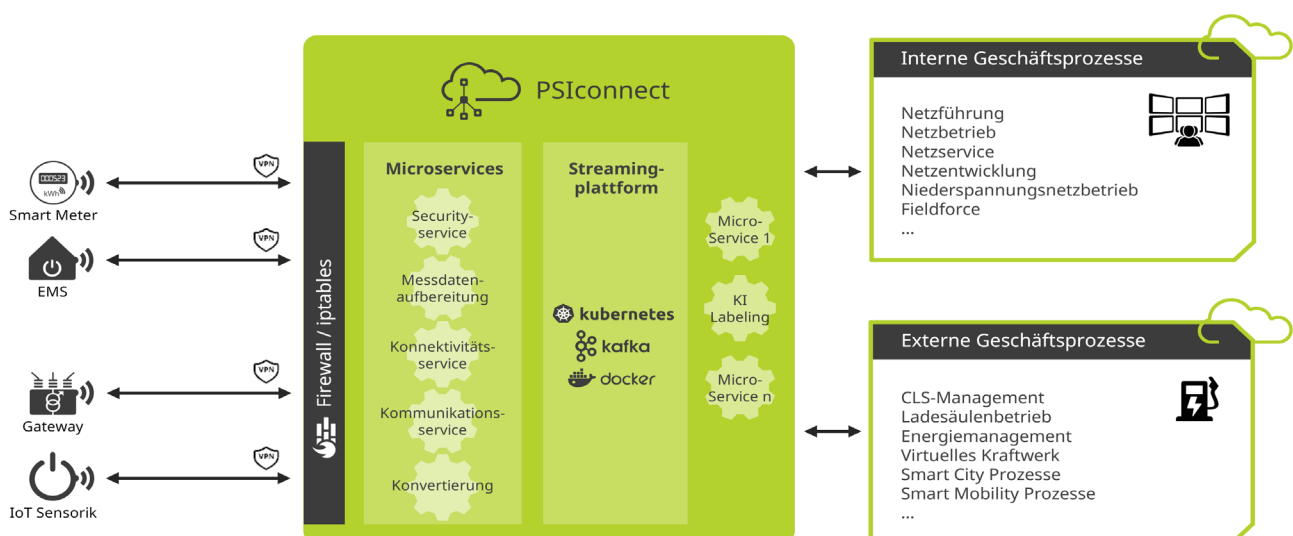 PSIconnect
VPN
000523
kWh
Smart Meter
VPN
EMS
VPN
Gateway
VPN
IoT Sensorik
Firewall / iptables
Microservices
Security-
service
Messdaten-
aufbereitung
Konnektivitäts-
service
Kommunikations-
service
Konvertierung
Streaming-
plattform
kubernetes
kafka
docker
Micro-
Service 1
KI
Labeling
Micro-
Service n
Interne Geschäftsprozesse
Netzführung
Netzbetrieb
Netzservice
Netzentwicklung
Niederspannungsnetzbetrieb
Fieldforce
...
Externe Geschäftsprozesse
CLS-Management
Ladesäulenbetrieb
Energiemanagement
Virtuelles Kraftwerk
Smart City Prozesse
Smart Mobility Prozesse
...